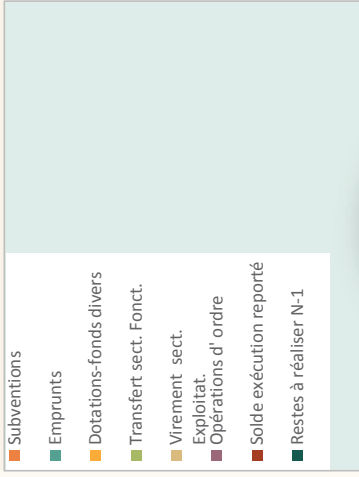 Subventions
Emprunts
Dotations-fonds divers
Transfert sect. Fonct.
Virement  sect.
Exploitat.
Opérations d' ordre
Solde exécution reporté
Restes à réaliser N-1